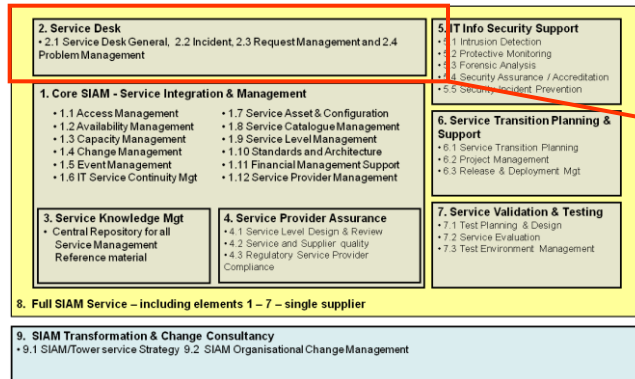 2. Service Desk
• 2.1 Service Desk General, 2.2 Incident, 2.3 Request Management and 2.4
Problem Management
5. IT Info Security Support
• 5.1 Intrusion Detection
• 5.2 Protective Monitoring
• 5.3 Forensic Analysis
• 5.4 Security Assurance / Accreditation
• 5.5 Security Incident Prevention
1. Core SIAM - Service Integration & Management
• 1.1 Access Management
• 1.2 Availability Management
• 1.3 Capacity Management
• 1.4 Change Management
• 1.5 Event Management
• 1.6 IT Service Continuity Mgt
• 1.7 Service Asset & Configuration
• 1.8 Service Catalogue Management
• 1.9 Service Level Management
• 1.10 Standards and Architecture
• 1.11 Financial Management Support
• 1.12 Service Provider Management
6. Service Transition Planning &
Support
• 6.1 Service Transition Planning
• 6.2 Project Management
• 6.3 Release & Deployment Mgt
3. Service Knowledge Mgt
• Central Repository for all
Service Management
Reference material
4. Service Provider Assurance
• 4.1 Service Level Design & Review
• 4.2 Service and Supplier quality
• 4.3 Regulatory Service Provider
Compliance
7. Service Validation & Testing
• 7.1 Test Planning & Design
• 7.2 Service Evaluation
• 7.3 Test Environment Management
8. Full SIAM Service – including elements 1 – 7 – single supplier
9. SIAM Transformation & Change Consultancy
• 9.1 SIAM/Tower service Strategy 9.2 SIAM Organisational Change Management